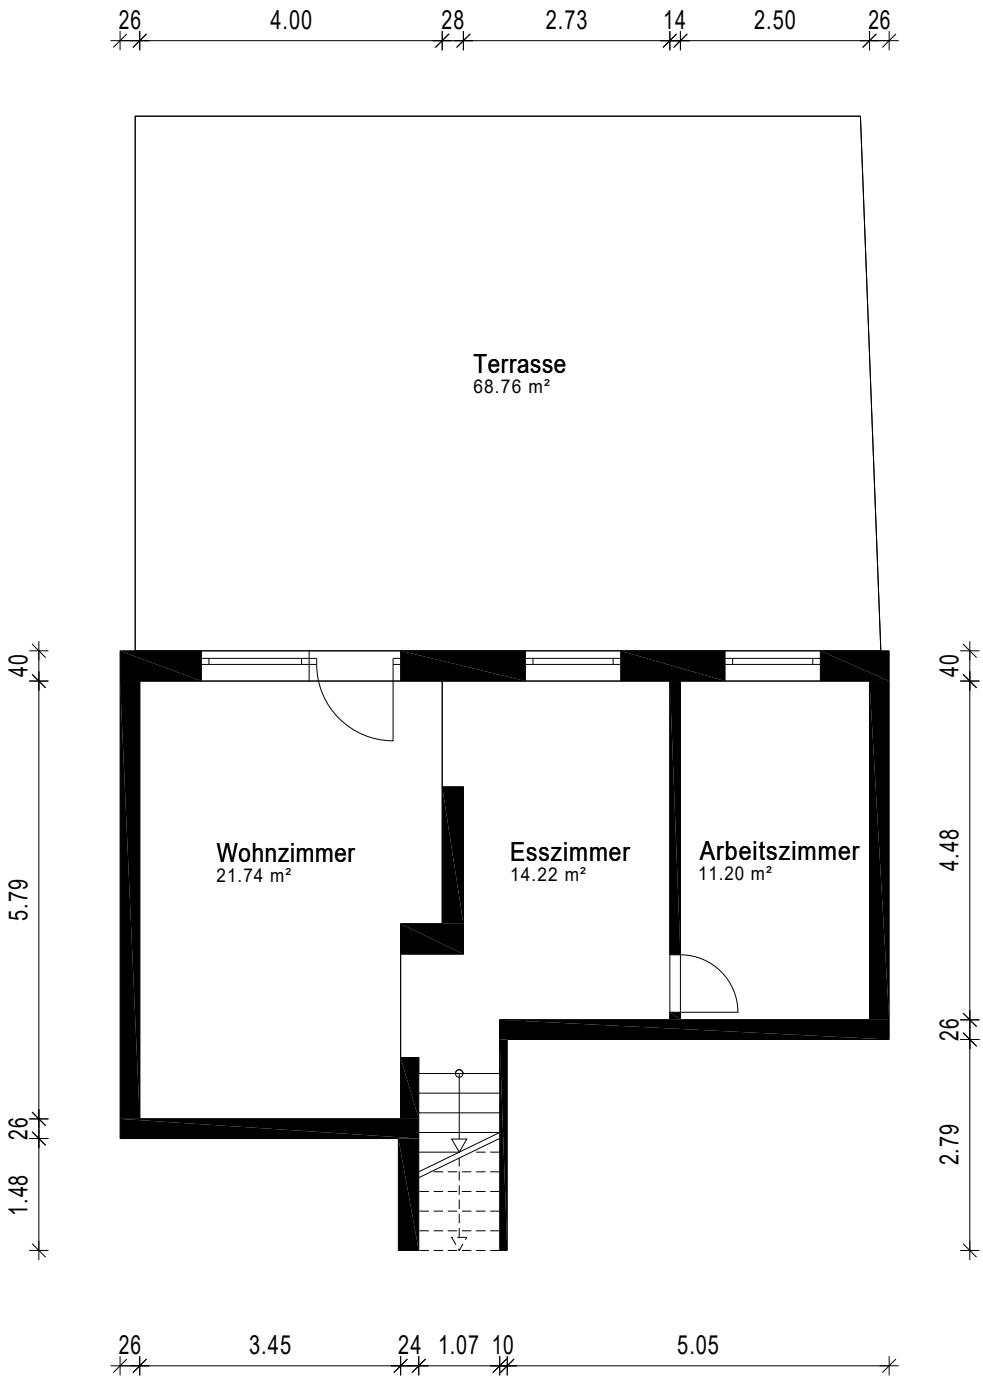 26 4.00 28 2.73 14 2.50 26
Terrasse
68.76 m²
40
40
Wohnzimmer
21.74 m²
Esszimmer
14.22 m²
Arbeitszimmer
11.20 m²
4.48
5.79
26
26
2.79
1.48
26 3.45 24 1.07 10 5.05